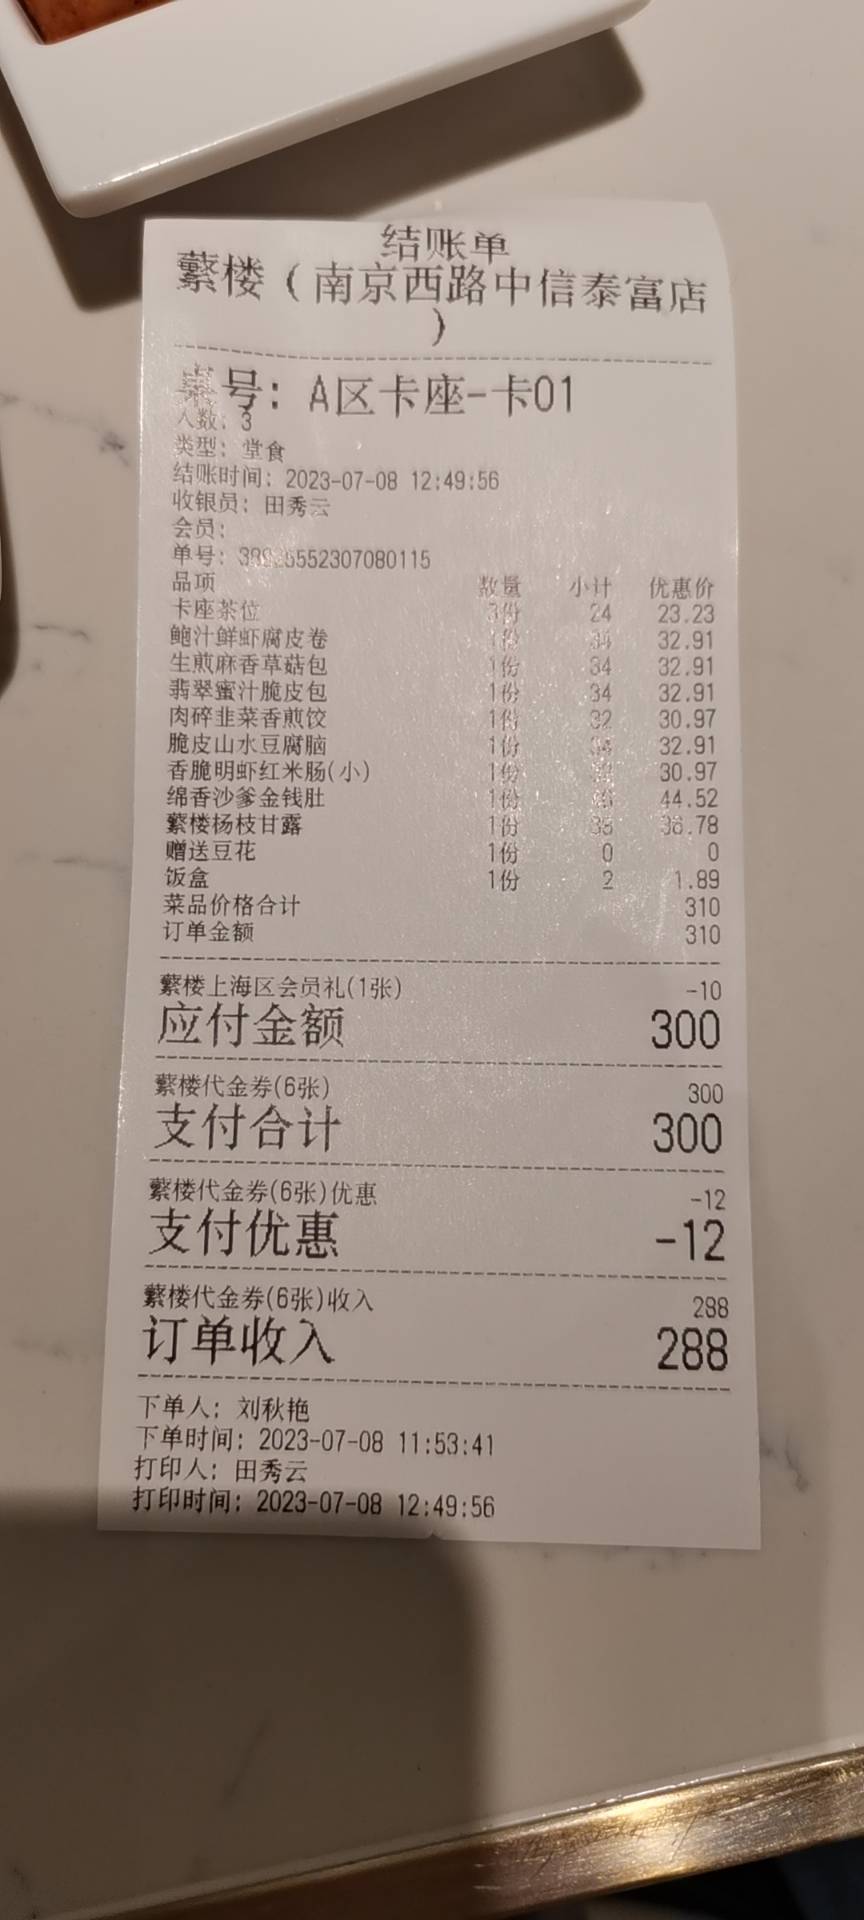 结账单
蘩楼（南京西路中信泰富店
）
桌号：A区卡座-卡01
人数：3
类型：堂食
结账时间：2023-07-08 12:49:56
收银员：田秀云
会员：
单号：
品项 数量 小计 优惠价
卡座茶位 3份 24 23.23
鲍汁鲜虾腐皮卷 1份 34 32.91
生煎麻香草菇包 1份 34 32.91
翡翠蜜汁脆皮包 1份 34 32.91
肉碎韭菜香煎饺 1份 32 30.97
脆皮山水豆腐脑 1份 34 32.91
香脆明虾红米肠(小) 1份 30.97
绵香沙爹金钱肚 1份 44.52
蘩楼杨枝甘露 1份 38
赠送豆花 1份 0 0
饭盒 1份 2 1.89
菜品价格合计 310
订单金额 310
蘩楼上海区会员礼(1张) -10
应付金额 300
蘩楼代金券(6张) 300
支付合计 300
蘩楼代金券(6张)优惠 -12
支付优惠 -12
蘩楼代金券(6张)收入 288
订单收入 288
下单人：刘秋艳
下单时间：2023-07-08 11:53:41
打印人：田秀云
打印时间：2023-07-08 12:49:56